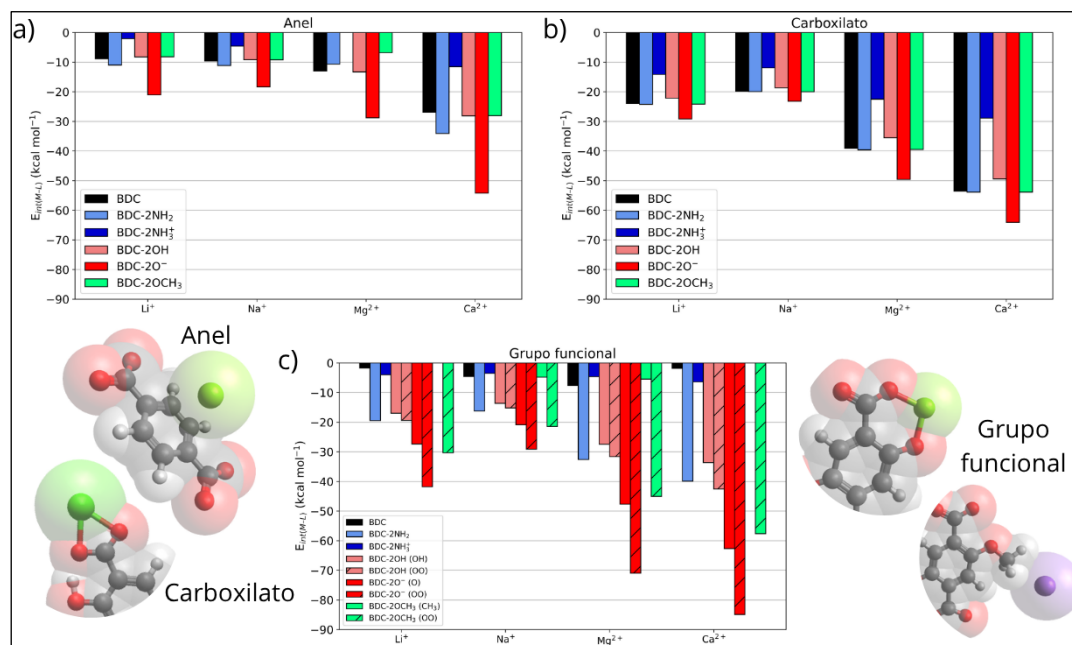 a)
Anel
0
−10
−20
−30
−40
−50
−60
−70
−80
−90
E_int(M-L) (kcal mol⁻¹)
BDC
BDC-2NH₂
BDC-2NH₃⁺
BDC-2OH
BDC-2O⁻
BDC-2OCH₃
Li⁺ Na⁺ Mg²⁺ Ca²⁺
b)
Carboxilato
0
−10
−20
−30
−40
−50
−60
−70
−80
−90
E_int(M-L) (kcal mol⁻¹)
BDC
BDC-2NH₂
BDC-2NH₃⁺
BDC-2OH
BDC-2O⁻
BDC-2OCH₃
Li⁺ Na⁺ Mg²⁺ Ca²⁺
Anel
Carboxilato
c)
Grupo funcional
0
−10
−20
−30
−40
−50
−60
−70
−80
−90
E_int(M-L) (kcal mol⁻¹)
BDC
BDC-2NH₂
BDC-2NH₃⁺
BDC-2OH (OH)
BDC-2OH (OO)
BDC-2O⁻ (O)
BDC-2O⁻ (OO)
BDC-2OCH₃ (CH₃)
BDC-2OCH₃ (OO)
Li⁺ Na⁺ Mg²⁺ Ca²⁺
Grupo
funcional